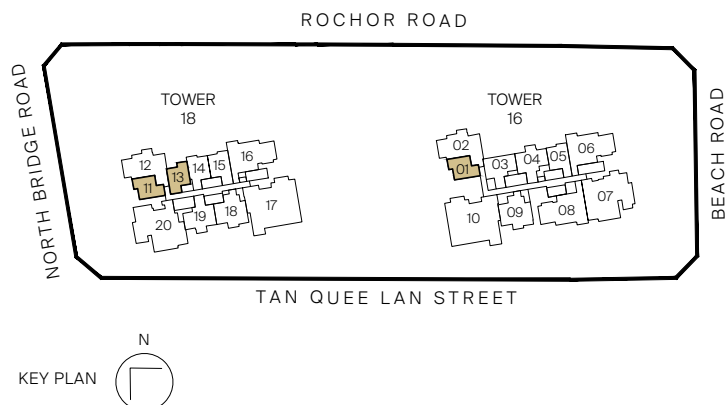 ROCHOR ROAD
NORTH BRIDGE ROAD
TOWER
18
12
11
13
14
15
16
20
19
18
17
TOWER
16
02
01
03
04
05
06
10
09
08
07
BEACH ROAD
TAN QUEE LAN STREET
N
KEY PLAN